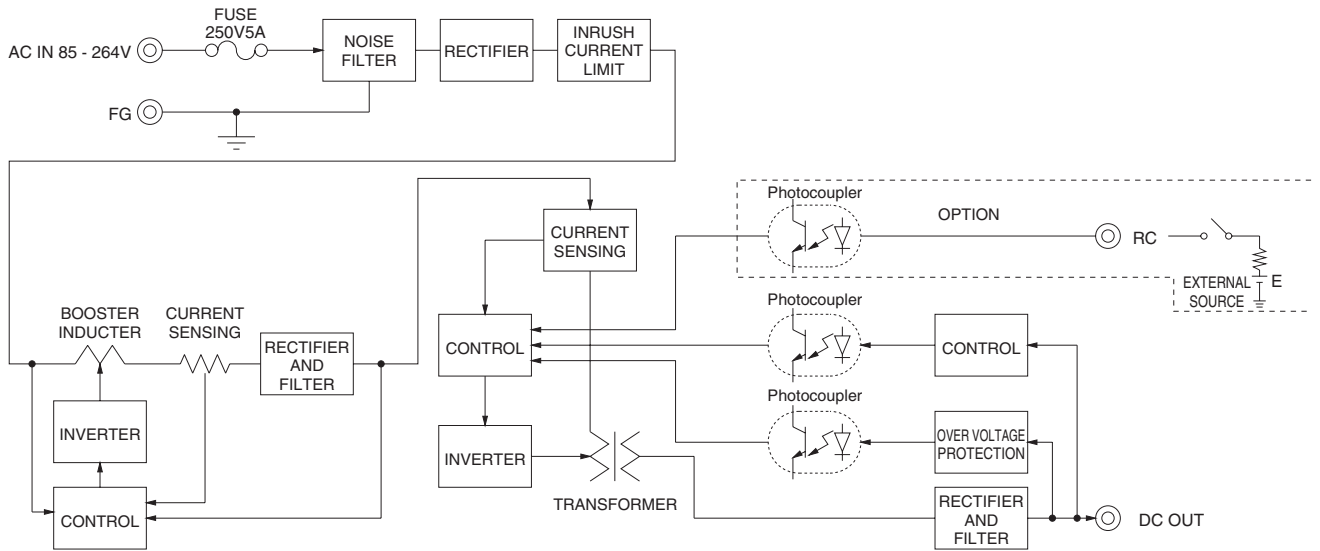 FUSE
250V5A
AC IN 85 - 264V
NOISE
FILTER
RECTIFIER
INRUSH
CURRENT
LIMIT
FG
Photocoupler
OPTION
RC
EXTERNAL
SOURCE
E
CURRENT
SENSING
BOOSTER
INDUCTER
CURRENT
SENSING
RECTIFIER
AND
FILTER
CONTROL
Photocoupler
CONTROL
INVERTER
INVERTER
Photocoupler
OVER VOLTAGE
PROTECTION
CONTROL
TRANSFORMER
RECTIFIER
AND
FILTER
DC OUT